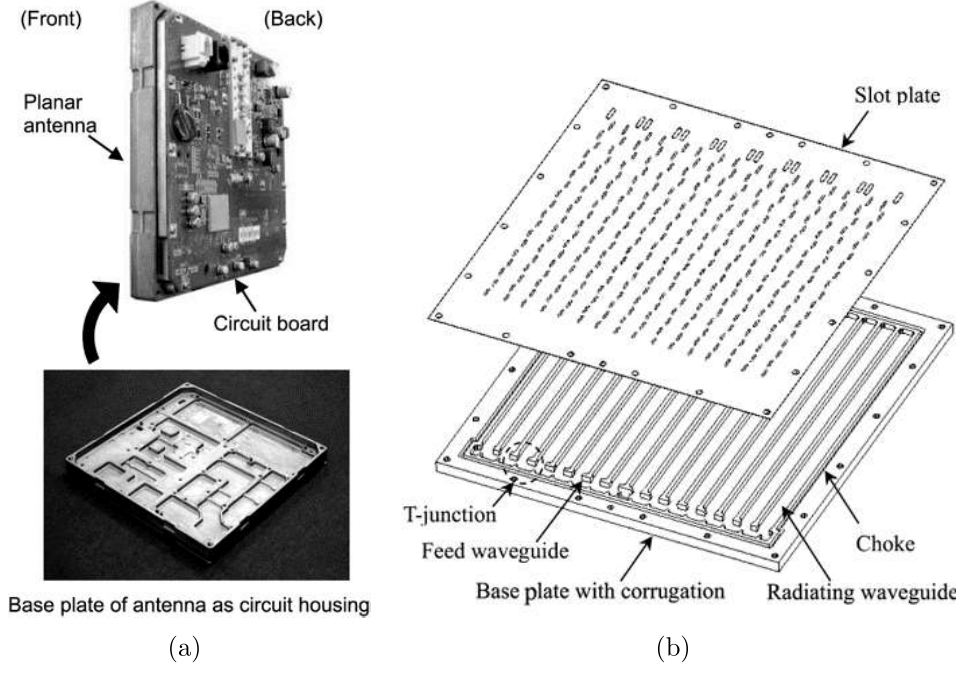 (Front)
(Back)
Planar
antenna
Circuit board
Base plate of antenna as circuit housing
(a)
Slot plate
T-junction
Feed waveguide
Base plate with corrugation
Choke
Radiating waveguide
(b)